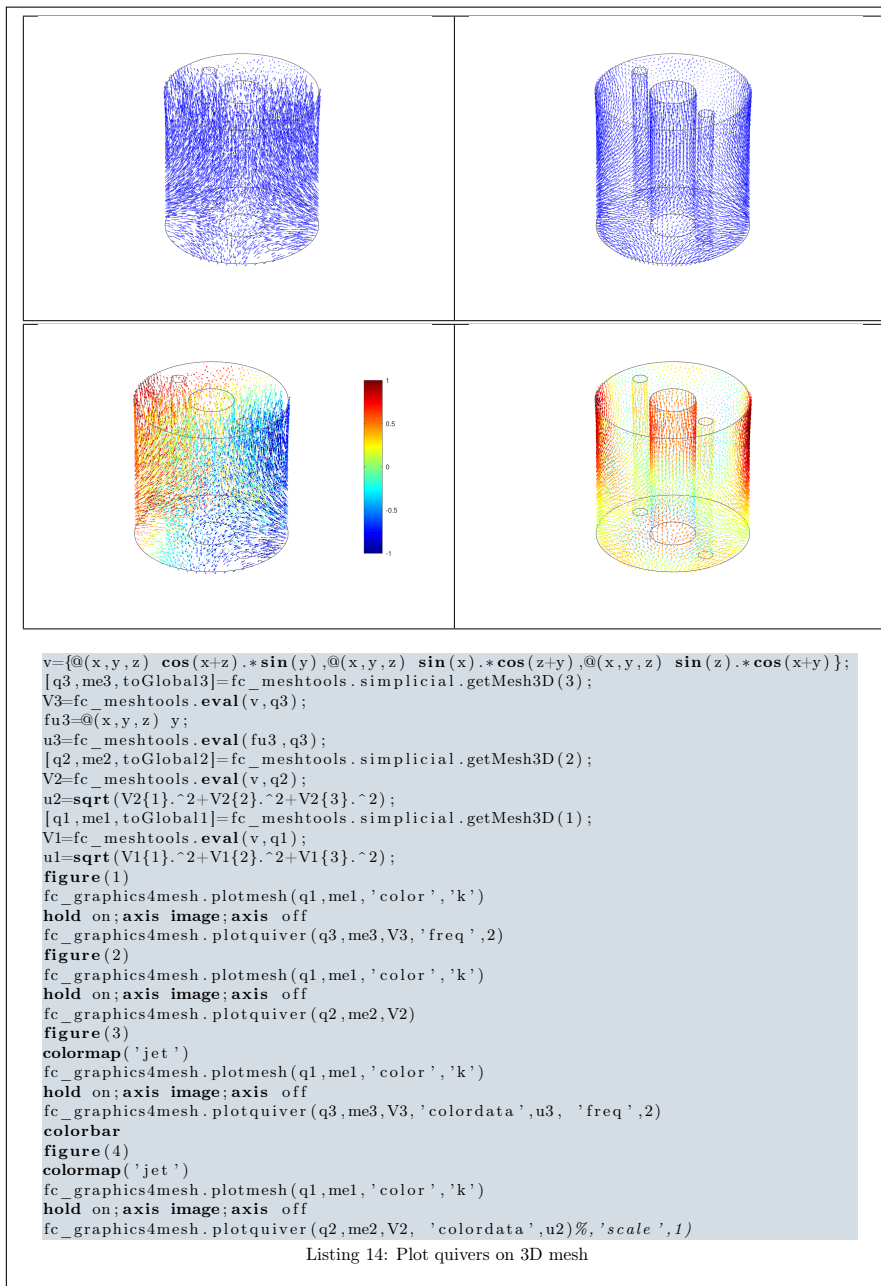 1
0.5
0
-0.5
-1
v={@(x,y,z) cos(x+z).*sin(y),@(x,y,z) sin(x).*cos(z+y),@(x,y,z) sin(z).*cos(x+y)};
[q3,me3,toGlobal3]=fc_meshtools.simplicial.getMesh3D(3);
V3=fc_meshtools.eval(v,q3);
fu3=@(x,y,z) y;
u3=fc_meshtools.eval(fu3,q3);
[q2,me2,toGlobal2]=fc_meshtools.simplicial.getMesh3D(2);
V2=fc_meshtools.eval(v,q2);
u2=sqrt(V2{1}.^2+V2{2}.^2+V2{3}.^2);
[q1,me1,toGlobal1]=fc_meshtools.simplicial.getMesh3D(1);
V1=fc_meshtools.eval(v,q1);
u1=sqrt(V1{1}.^2+V1{2}.^2+V1{3}.^2);
figure(1)
fc_graphics4mesh.plotmesh(q1,me1,'color','k')
hold on;axis image;axis off
fc_graphics4mesh.plotquiver(q3,me3,V3,'freq',2)
figure(2)
fc_graphics4mesh.plotmesh(q1,me1,'color','k')
hold on;axis image;axis off
fc_graphics4mesh.plotquiver(q2,me2,V2)
figure(3)
colormap('jet')
fc_graphics4mesh.plotmesh(q1,me1,'color','k')
hold on;axis image;axis off
fc_graphics4mesh.plotquiver(q3,me3,V3,'colordata',u3, 'freq',2)
colorbar
figure(4)
colormap('jet')
fc_graphics4mesh.plotmesh(q1,me1,'color','k')
hold on;axis image;axis off
fc_graphics4mesh.plotquiver(q2,me2,V2, 'colordata',u2)%,'scale',1)
Listing 14: Plot quivers on 3D mesh